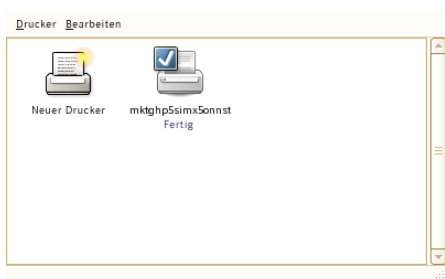 Drucker Bearbeiten
Neuer Drucker
mktghp5simx5onnst
Fertig